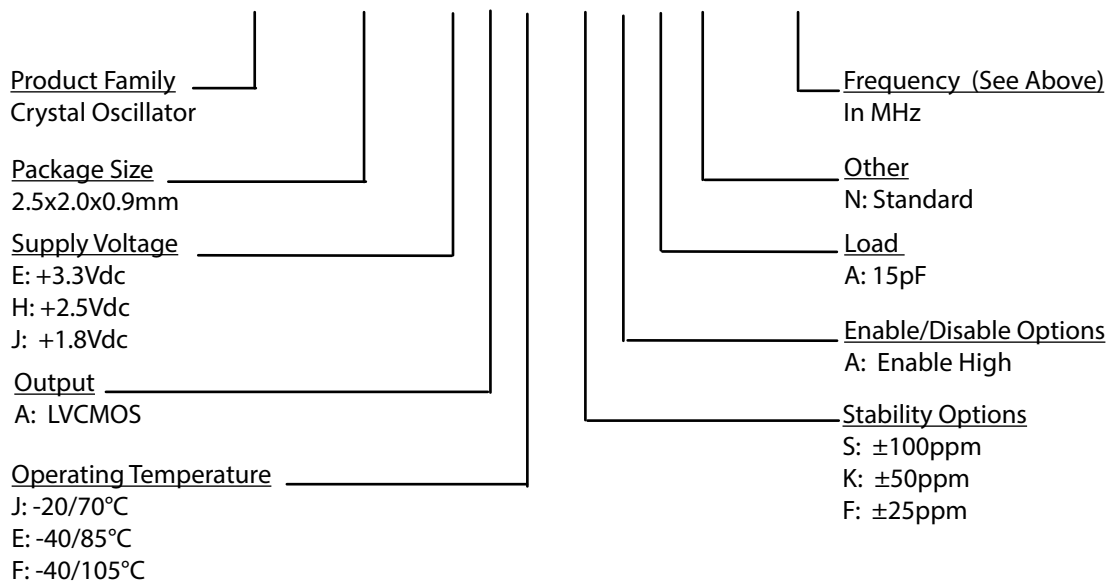 Product Family
Crystal Oscillator
Package Size
2.5x2.0x0.9mm
Supply Voltage
E: +3.3Vdc
H: +2.5Vdc
J: +1.8Vdc
Output
A: LVCMOS
Operating Temperature
J: -20/70°C
E: -40/85°C
F: -40/105°C
Frequency (See Above)
In MHz
Other
N: Standard
Load
A: 15pF
Enable/Disable Options
A: Enable High
Stability Options
S: ±100ppm
K: ±50ppm
F: ±25ppm